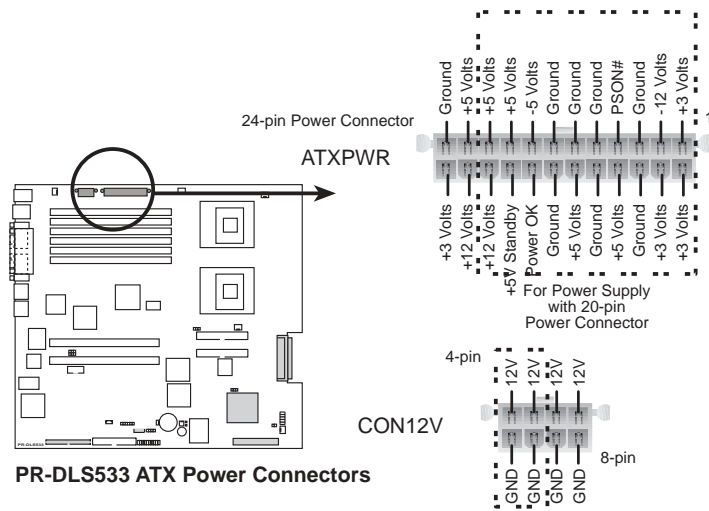 24-pin Power Connector
ATXPWR
Ground
+5 Volts
+5 Volts
+5 Volts
-5 Volts
Ground
Ground
Ground
PSON#
Ground
-12 Volts
+3 Volts
1
+3 Volts
+12 Volts
+12 Volts
+5V Standby
Power OK
Ground
+5 Volts
Ground
+5 Volts
Ground
+3 Volts
+3 Volts
For Power Supply
with 20-pin
Power Connector
4-pin
12V
12V
12V
12V
CON12V
8-pin
GND
GND
GND
GND
PR-DLS533
PR-DLS533 ATX Power Connectors